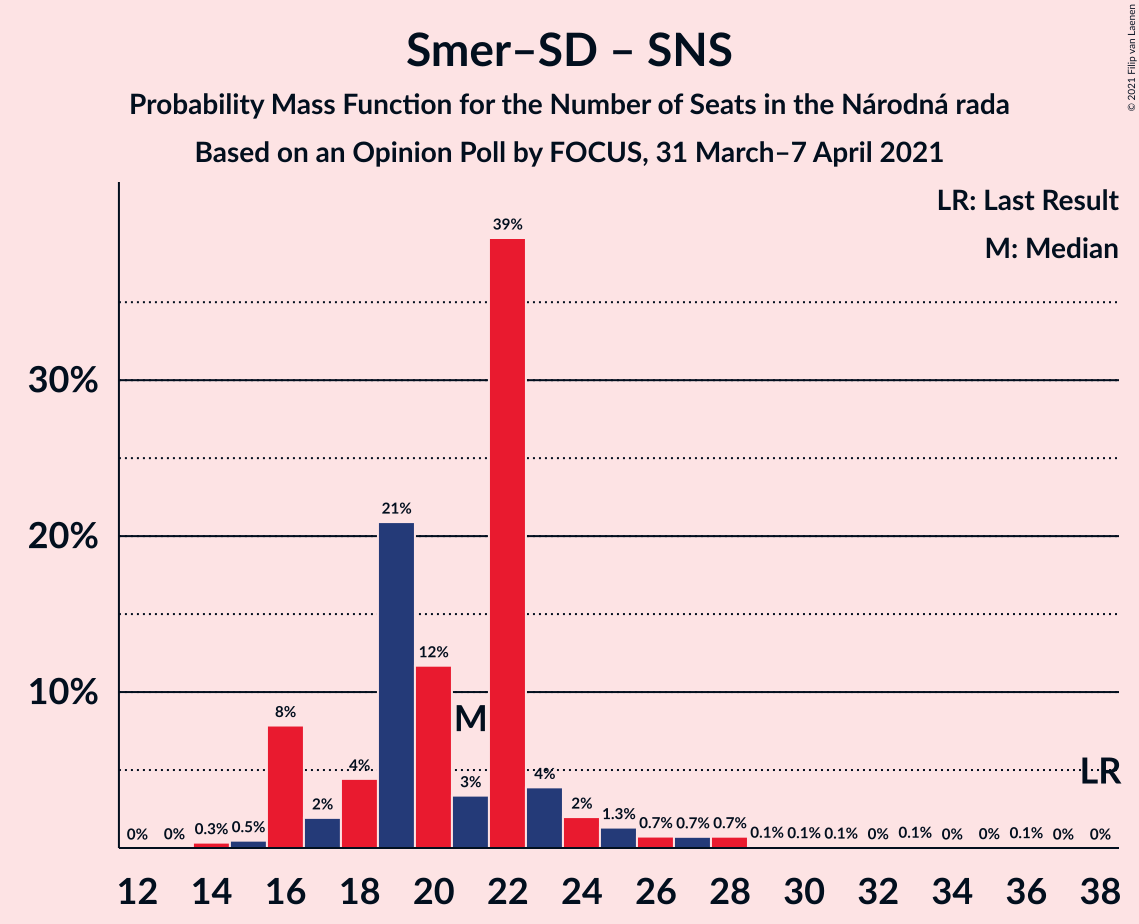 © 2021 Filip van Laenen
Smer–SD – SNS
Probability Mass Function for the Number of Seats in the Národná rada
Based on an Opinion Poll by FOCUS, 31 March–7 April 2021
LR: Last Result
M: Median
30%
20%
10%
0% 0% 0.3% 0.5% 8% 2% 4% 21% 12% 3% 39% 4% 2% 1.3% 0.7% 0.7% 0.7% 0.1% 0.1% 0.1% 0% 0.1% 0% 0% 0.1% 0% 0%
M
LR
12 14 16 18 20 22 24 26 28 30 32 34 36 38